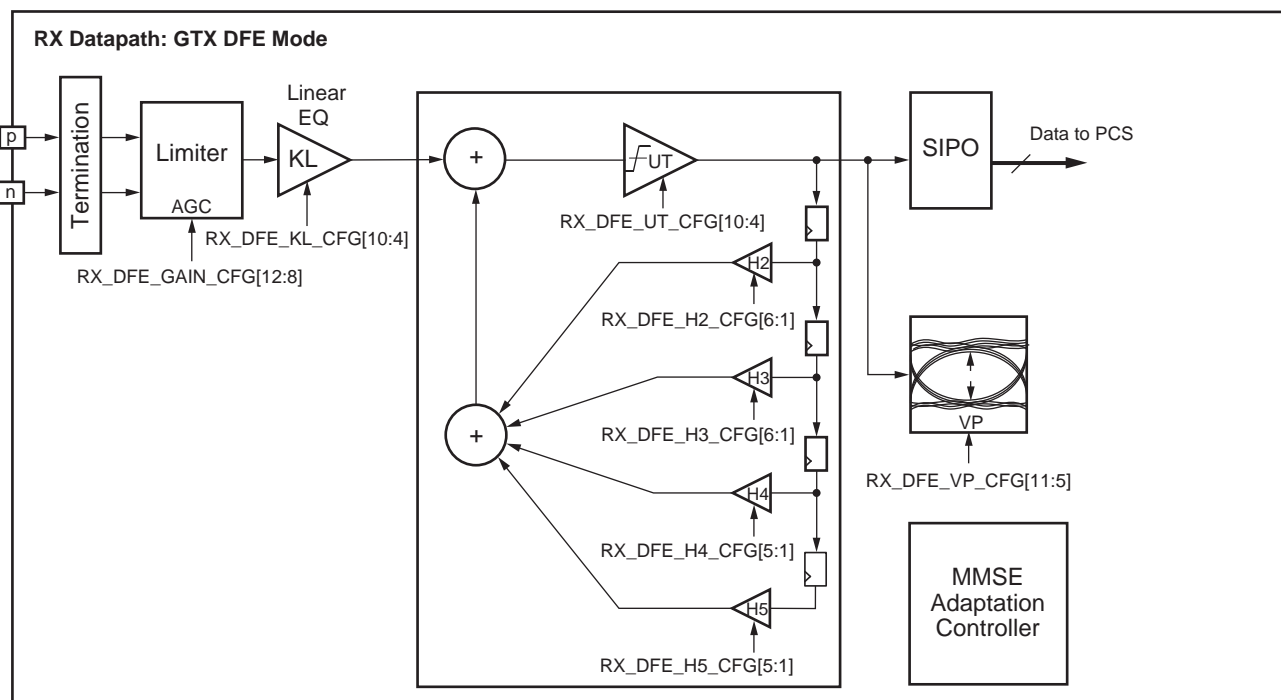 RX Datapath: GTX DFE Mode
p
n
Termination
Limiter
AGC
Linear
EQ
KL
RX_DFE_KL_CFG[10:4]
RX_DFE_GAIN_CFG[12:8]
+
UT
RX_DFE_UT_CFG[10:4]
SIPO
Data to PCS
H2
RX_DFE_H2_CFG[6:1]
H3
RX_DFE_H3_CFG[6:1]
+
H4
RX_DFE_H4_CFG[5:1]
H5
RX_DFE_H5_CFG[5:1]
VP
RX_DFE_VP_CFG[11:5]
MMSE
Adaptation
Controller